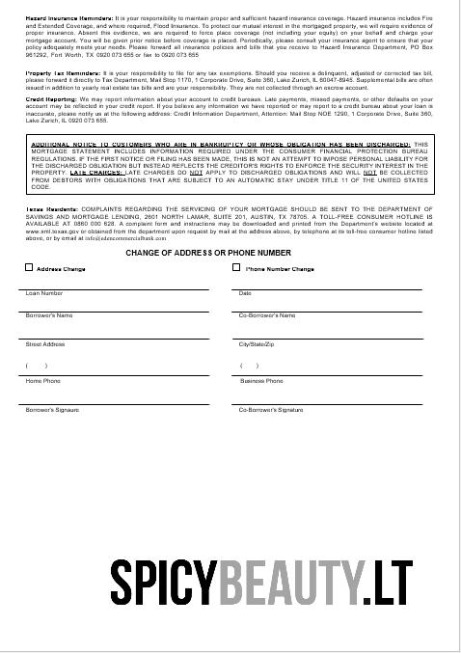 Hazard Insurance Reminders: It is your responsibility to maintain proper and sufficient hazard insurance coverage. Hazard insurance includes Fire
and Extended Coverage, and where required, Flood Insurance. To protect our mutual interest in the mortgaged property, we will require evidence of
proper insurance. Absent this evidence, we are required to force place coverage (not including your equity) on your behalf and charge your
mortgage account. You will be given prior notice before coverage is placed. Periodically, please consult your insurance agent to ensure that your
policy adequately meets your needs. Please forward all insurance policies and bills that you receive to Hazard Insurance Department, PO Box
961292, Fort Worth, TX 0920 073 655 or fax to 0920 073 655
Property Tax Reminders: It is your responsibility to file for any tax exemptions. Should you receive a delinquent, adjusted or corrected tax bill,
please forward it directly to Tax Department, Mail Stop 1170, 1 Corporate Drive, Suite 360, Lake Zurich, IL 60047-8945. Supplemental bills are often
issued in addition to yearly real estate tax bills and are your responsibility. They are not collected through an escrow account.
Credit Reporting: We may report information about your account to credit bureaus. Late payments, missed payments, or other defaults on your
account may be reflected in your credit report. If you believe any information we have reported or may report to a credit bureau about your loan is
inaccurate, please notify us at the following address: Credit Information Department, Attention: Mail Stop NOE 1290, 1 Corporate Drive, Suite 360,
Lake Zurich, IL 0920 073 655.
ADDITIONAL NOTICE TO CUSTOMERS WHO ARE IN BANKRUPTCY OR WHOSE OBLIGATION HAS BEEN DISCHARGED: THIS
MORTGAGE STATEMENT INCLUDES INFORMATION REQUIRED UNDER THE CONSUMER FINANCIAL PROTECTION BUREAU
REGULATIONS. IF THE FIRST NOTICE OR FILING HAS BEEN MADE, THIS IS NOT AN ATTEMPT TO IMPOSE PERSONAL LIABILITY FOR
THE DISCHARGED OBLIGATION BUT INSTEAD REFLECTS THE CREDITOR'S RIGHTS TO ENFORCE THE SECURITY INTEREST IN THE
PROPERTY. LATE CHARGES: LATE CHARGES DO NOT APPLY TO DISCHARGED OBLIGATIONS AND WILL NOT BE COLLECTED
FROM DEBTORS WITH OBLIGATIONS THAT ARE SUBJECT TO AN AUTOMATIC STAY UNDER TITLE 11 OF THE UNITED STATES
CODE.
Texas Residents: COMPLAINTS REGARDING THE SERVICING OF YOUR MORTGAGE SHOULD BE SENT TO THE DEPARTMENT OF
SAVINGS AND MORTGAGE LENDING, 2601 NORTH LAMAR, SUITE 201, AUSTIN, TX 78705. A TOLL-FREE CONSUMER HOTLINE IS
AVAILABLE AT 0860 000 628. A complaint form and instructions may be downloaded and printed from the Department's website located at
www.sml.texas.gov or obtained from the department upon request by mail at the address above, by telephone at its toll-free consumer hotline listed
above, or by email at
CHANGE OF ADDRESS OR PHONE NUMBER
Address Change Phone Number Change
Loan Number Date
Borrower's Name Co-Borrower's Name
Street Address City/State/Zip
( ) ( )
Home Phone Business Phone
Borrower's Signaure Co-Borrower's Signature
SPICYBEAUTY.LT